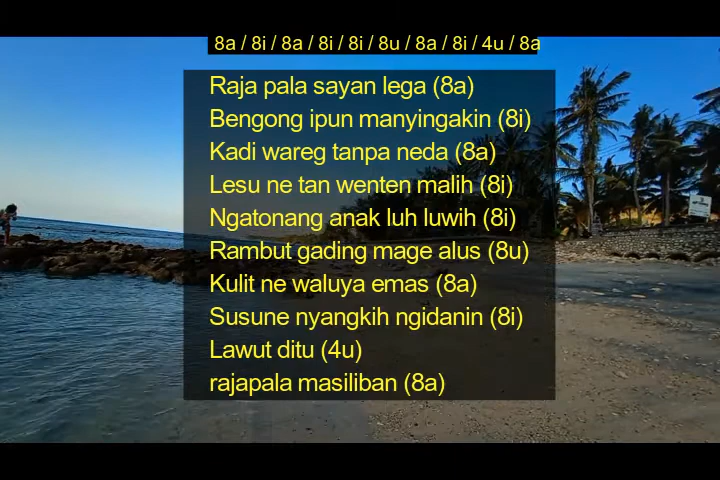 8a / 8i / 8a / 8i / 8i / 8u / 8a / 8i / 4u / 8a
Raja pala sayan lega (8a)
Bengong ipun manyingakin (8i)
Kadi wareg tanpa neda (8a)
Lesu ne tan wenten malih (8i)
Ngatonang anak luh luwih (8i)
Rambut gading mage alus (8u)
Kulit ne waluya emas (8a)
Susune nyangkih ngidanin (8i)
Lawut ditu (4u)
rajapala masiliban (8a)